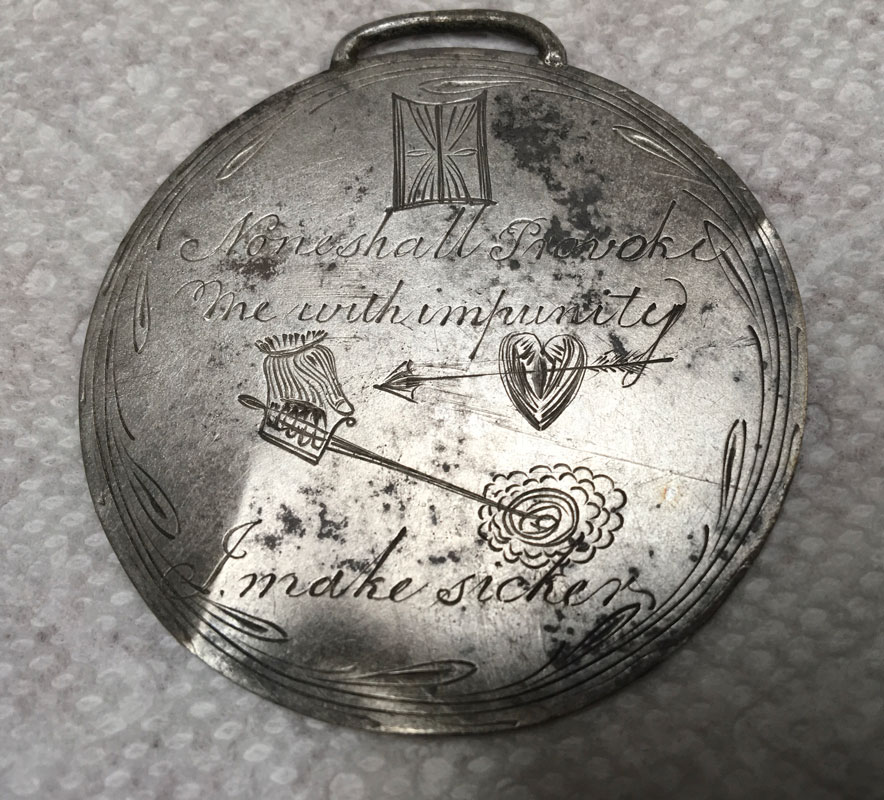 None shall Provoke
Me with impunity
I. make sicker